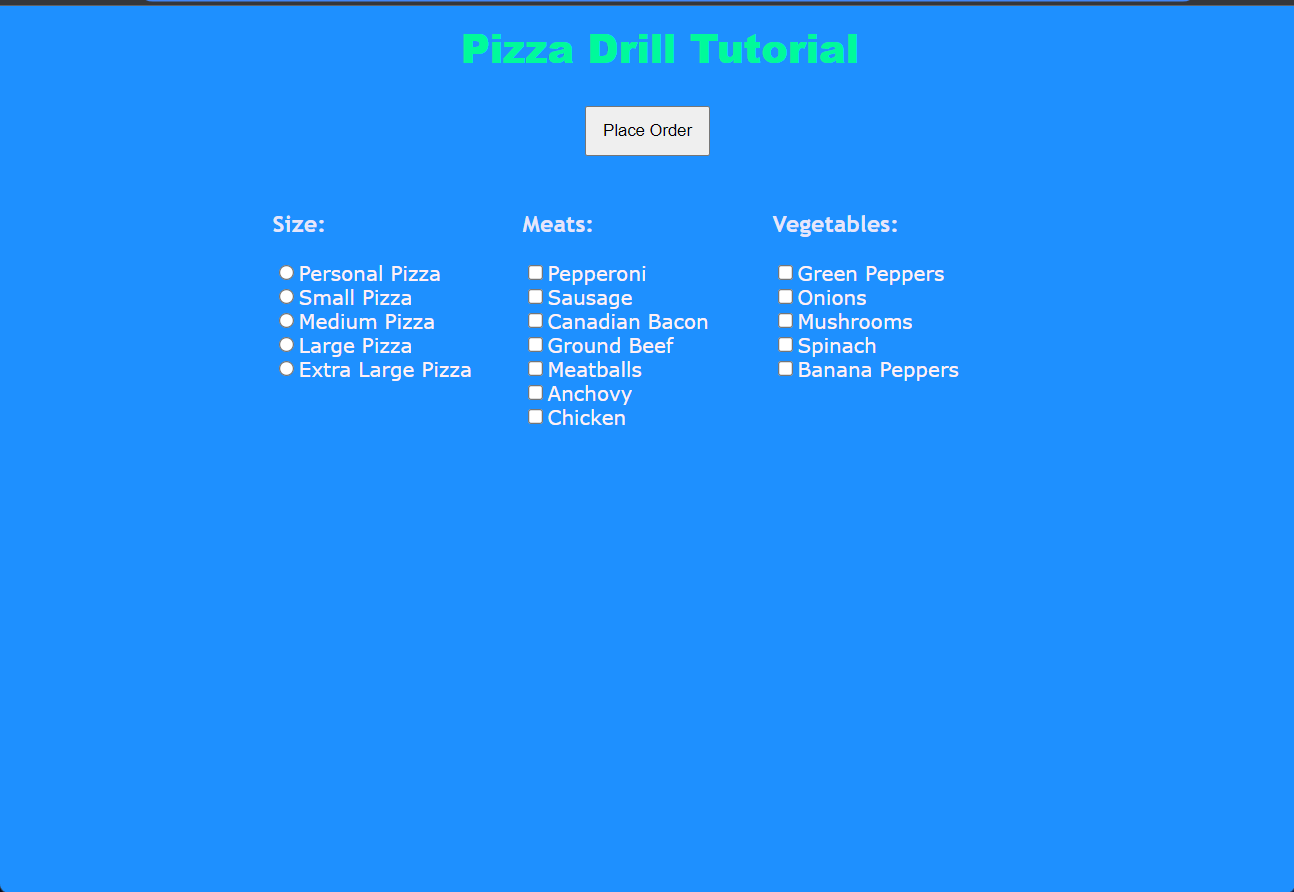 Pizza Drill Tutorial
Place Order
Size:
Personal Pizza
Small Pizza
Medium Pizza
Large Pizza
Extra Large Pizza
Meats:
Pepperoni
Sausage
Canadian Bacon
Ground Beef
Meatballs
Anchovy
Chicken
Vegetables:
Green Peppers
Onions
Mushrooms
Spinach
Banana Peppers